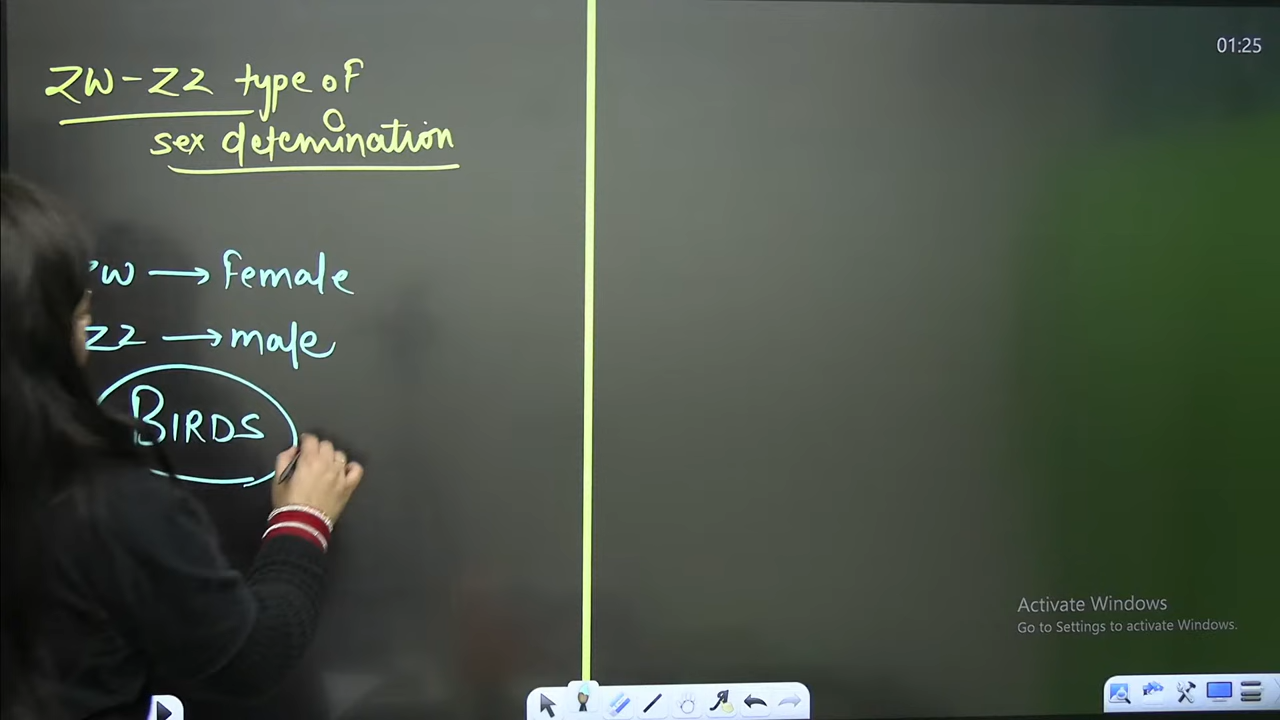 01:25
ZW-ZZ type of
sex detemination
ZW → female
ZZ → male
BIRDS
Activate Windows
Go to Settings to activate Windows.